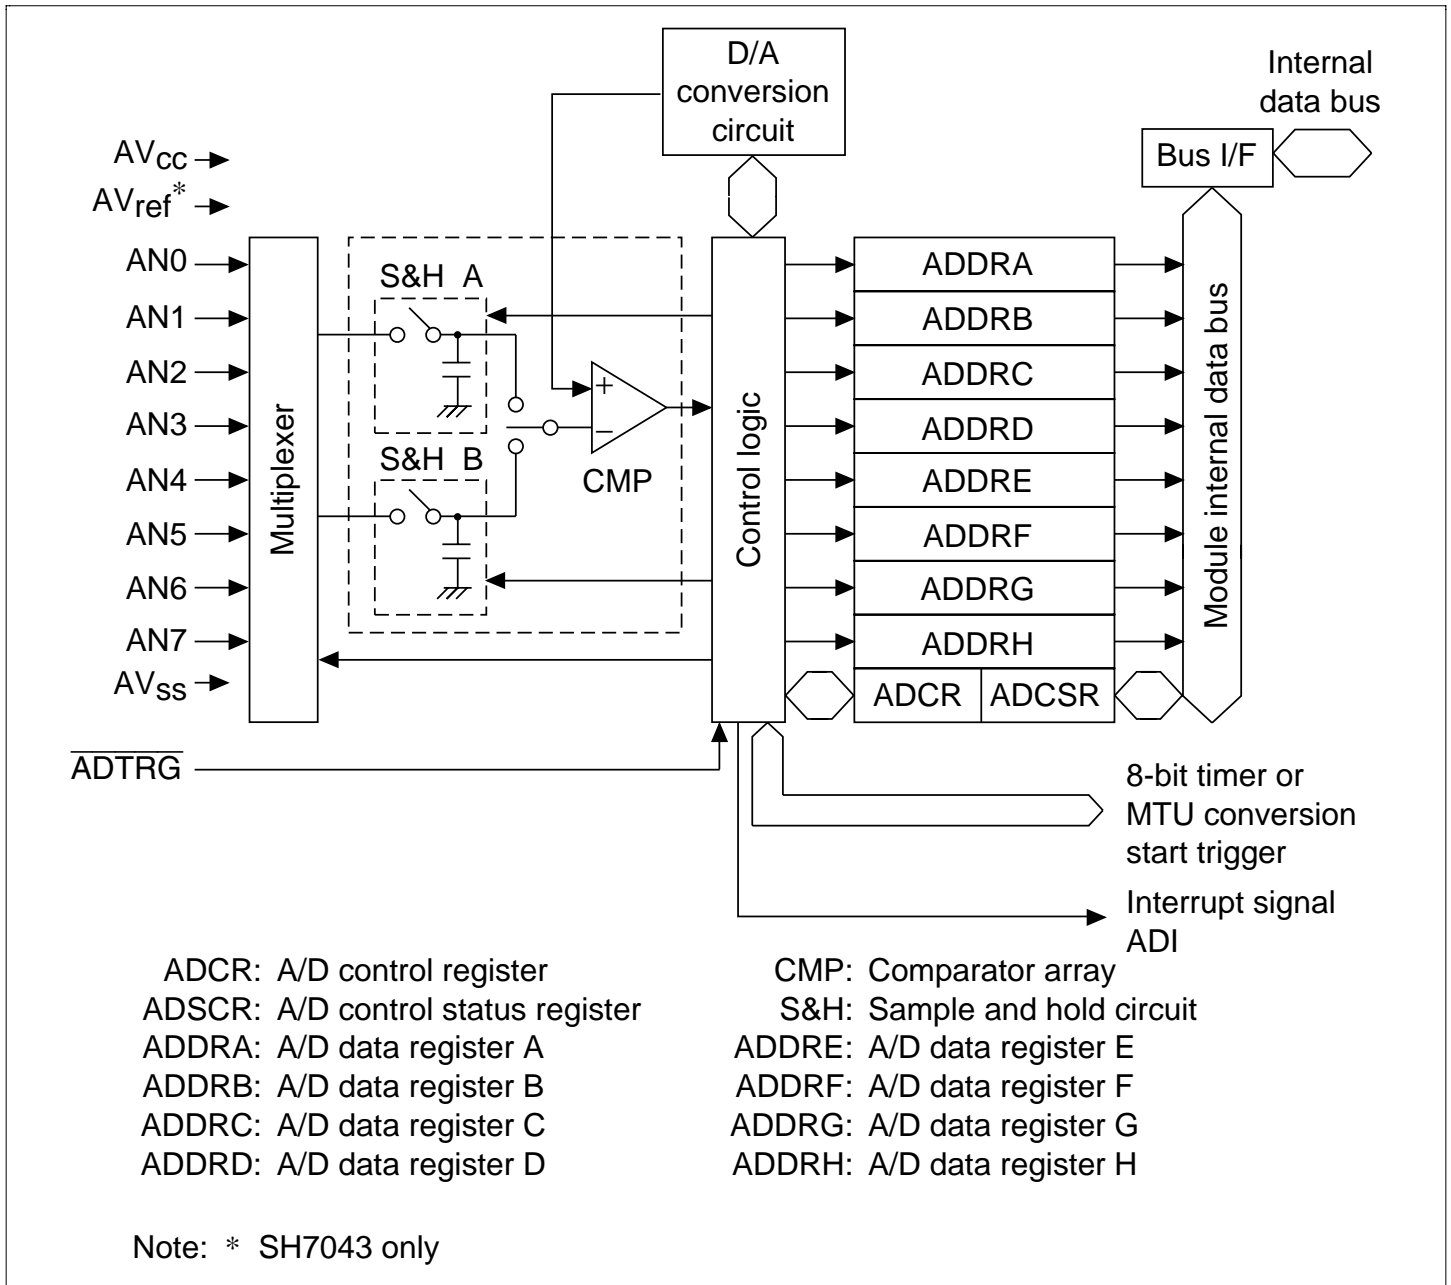 D/A
conversion
circuit
Internal
data bus
Bus I/F
AVcc
AVref*
AN0
AN1
AN2
AN3
AN4
AN5
AN6
AN7
AVss
ADTRG
Multiplexer
S&H A
S&H B
+
−
CMP
Control logic
ADDRA
ADDRB
ADDRC
ADDRD
ADDRE
ADDRF
ADDRG
ADDRH
ADCR
ADCSR
Module internal data bus
8-bit timer or
MTU conversion
start trigger
Interrupt signal
ADI
ADCR: A/D control register
ADSCR: A/D control status register
ADDRA: A/D data register A
ADDRB: A/D data register B
ADDRC: A/D data register C
ADDRD: A/D data register D
CMP: Comparator array
S&H: Sample and hold circuit
ADDRE: A/D data register E
ADDRF: A/D data register F
ADDRG: A/D data register G
ADDRH: A/D data register H
Note: * SH7043 only